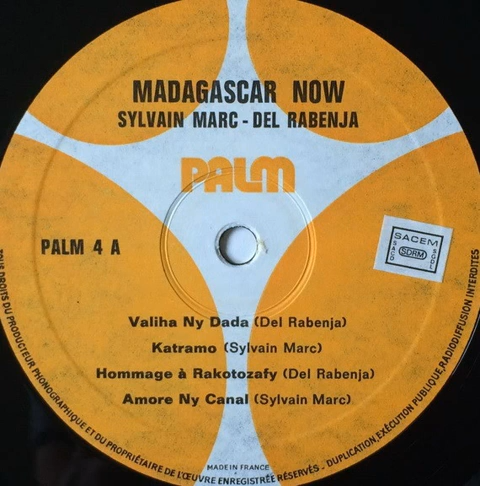 MADAGASCAR NOW
SYLVAIN MARC - DEL RABENJA
PALM
PALM 4 A
SACEM
SACD
SDRM
SGDL
Valiha Ny Dada (Del Rabenja)
Katramo (Sylvain Marc)
Hommage à Rakotozafy (Del Rabenja)
Amore Ny Canal (Sylvain Marc)
MADE IN FRANCE
TOUS DROITS DU PRODUCTEUR PHONOGRAPHIQUE ET DU PROPRIÉTAIRE DE L'ŒUVRE ENREGISTRÉE RÉSERVÉS. DUPLICATION, EXÉCUTION PUBLIQUE, RADIODIFFUSION INTERDITES